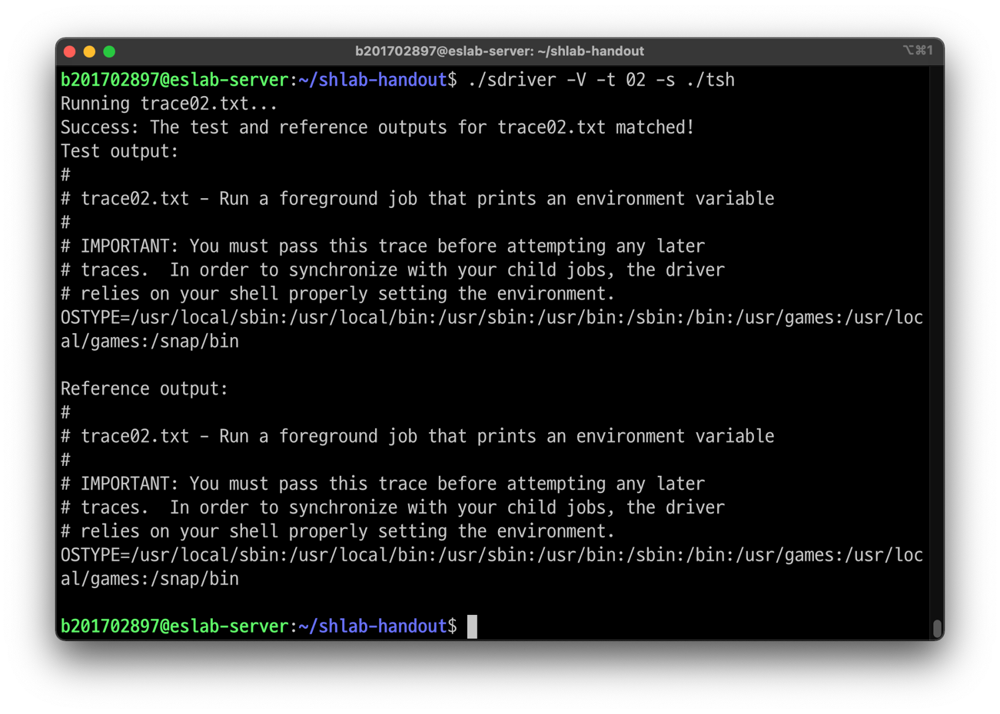 b201702897@eslab-server: ~/shlab-handout
⌥⌘1
b201702897@eslab-server:~/shlab-handout$ ./sdriver -V -t 02 -s ./tsh
Running trace02.txt...
Success: The test and reference outputs for trace02.txt matched!
Test output:
#
# trace02.txt - Run a foreground job that prints an environment variable
#
# IMPORTANT: You must pass this trace before attempting any later
# traces.  In order to synchronize with your child jobs, the driver
# relies on your shell properly setting the environment.
OSTYPE=/usr/local/sbin:/usr/local/bin:/usr/sbin:/usr/bin:/sbin:/bin:/usr/games:/usr/loc
al/games:/snap/bin

Reference output:
#
# trace02.txt - Run a foreground job that prints an environment variable
#
# IMPORTANT: You must pass this trace before attempting any later
# traces.  In order to synchronize with your child jobs, the driver
# relies on your shell properly setting the environment.
OSTYPE=/usr/local/sbin:/usr/local/bin:/usr/sbin:/usr/bin:/sbin:/bin:/usr/games:/usr/loc
al/games:/snap/bin

b201702897@eslab-server:~/shlab-handout$